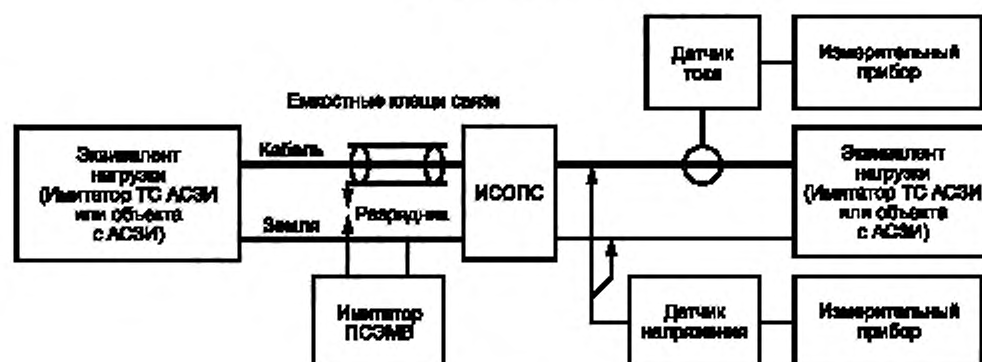 Датчик
тока
Измерительный
прибор
Емкостные клещи связи
Эквивалент
нагрузки
(Имитатор ТС АСЗИ
или объекта
с АСЗИ)
Кабель
Разрядник
Земля
ИСОПС
Эквивалент
нагрузки
(Имитатор ТС АСЗИ
или объекта
с АСЗИ)
Имитатор
ПСЭМВ
Датчик
напряжения
Измерительный
прибор